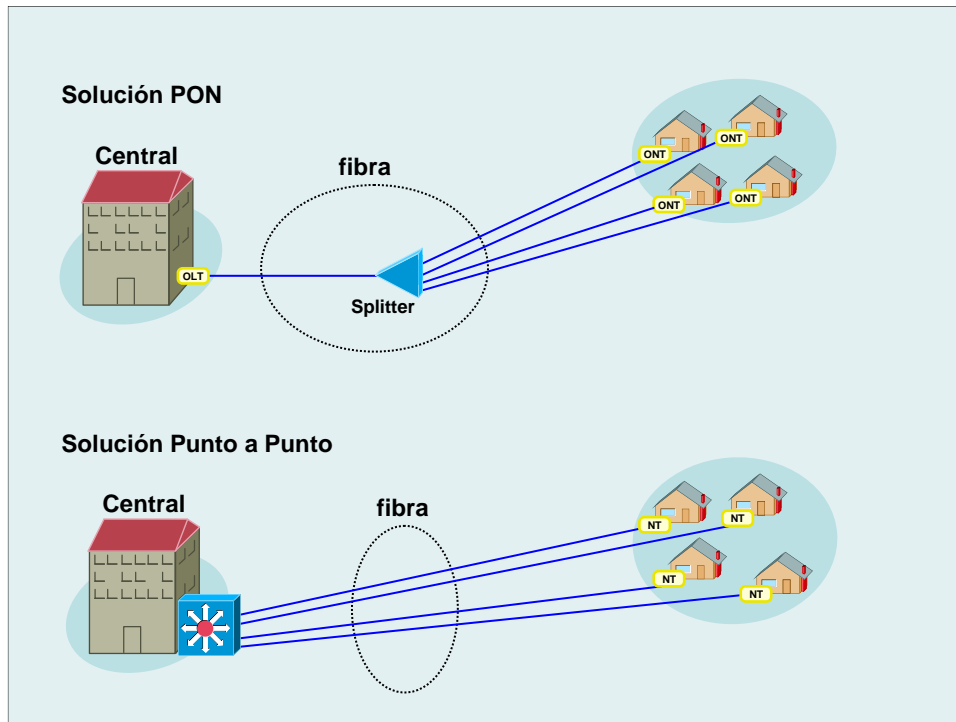 Solución PON
Central
fibra
ONT
ONT
ONT
ONT
OLT
Splitter
Solución Punto a Punto
Central
fibra
NT
NT
NT
NT